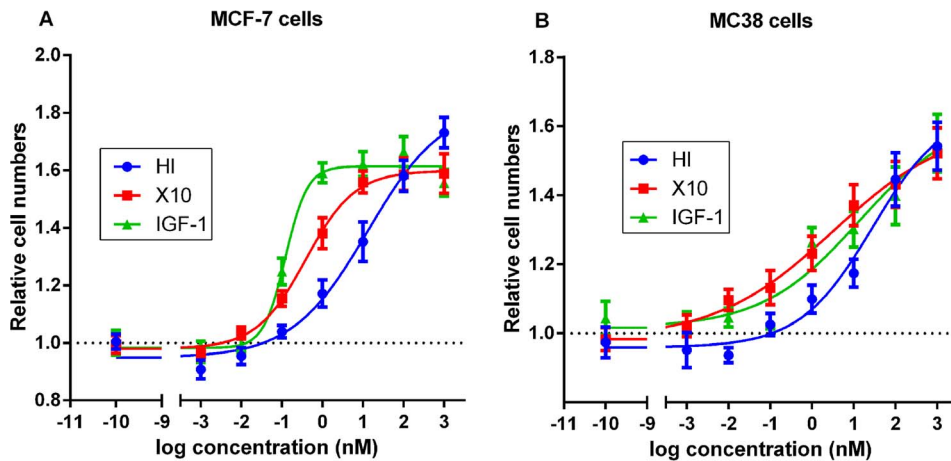 A
MCF-7 cells
Relative cell numbers
2.0
1.8
1.6
1.4
1.2
1.0
0.8
HI
X10
IGF-1
-11 -10 -9 -3 -2 -1 0 1 2 3
log concentration (nM)
B
MC38 cells
Relative cell numbers
1.8
1.6
1.4
1.2
1.0
HI
X10
IGF-1
-11 -10 -9 -3 -2 -1 0 1 2 3
log concentration (nM)